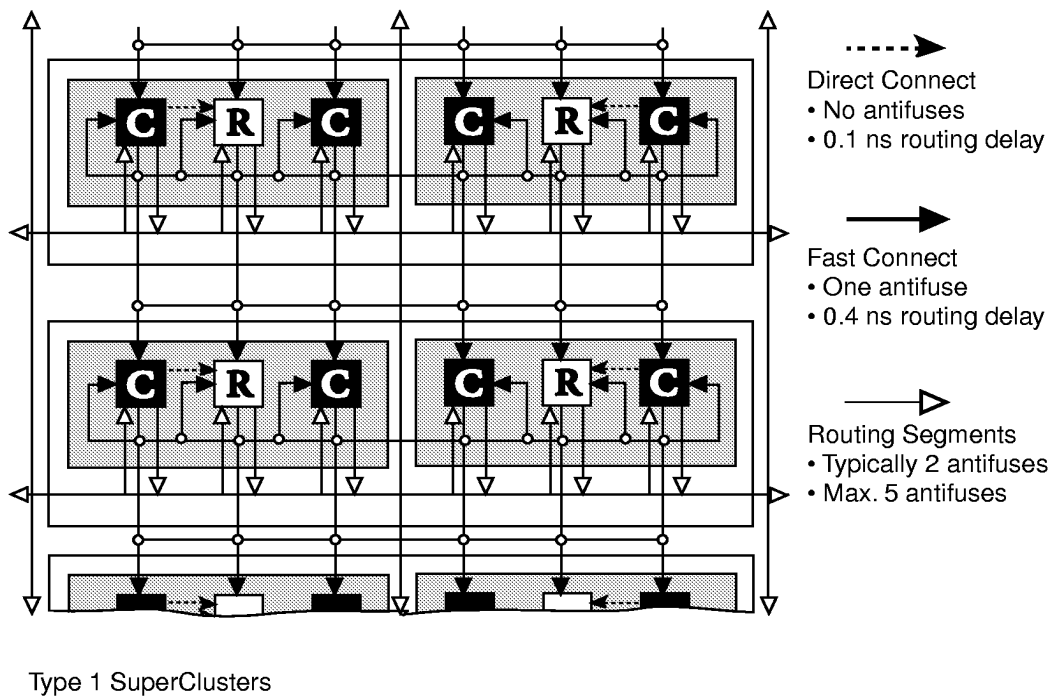 C R C C R C
Direct Connect
• No antifuses
• 0.1 ns routing delay
Fast Connect
• One antifuse
• 0.4 ns routing delay
C R C C R C
Routing Segments
• Typically 2 antifuses
• Max. 5 antifuses
Type 1 SuperClusters